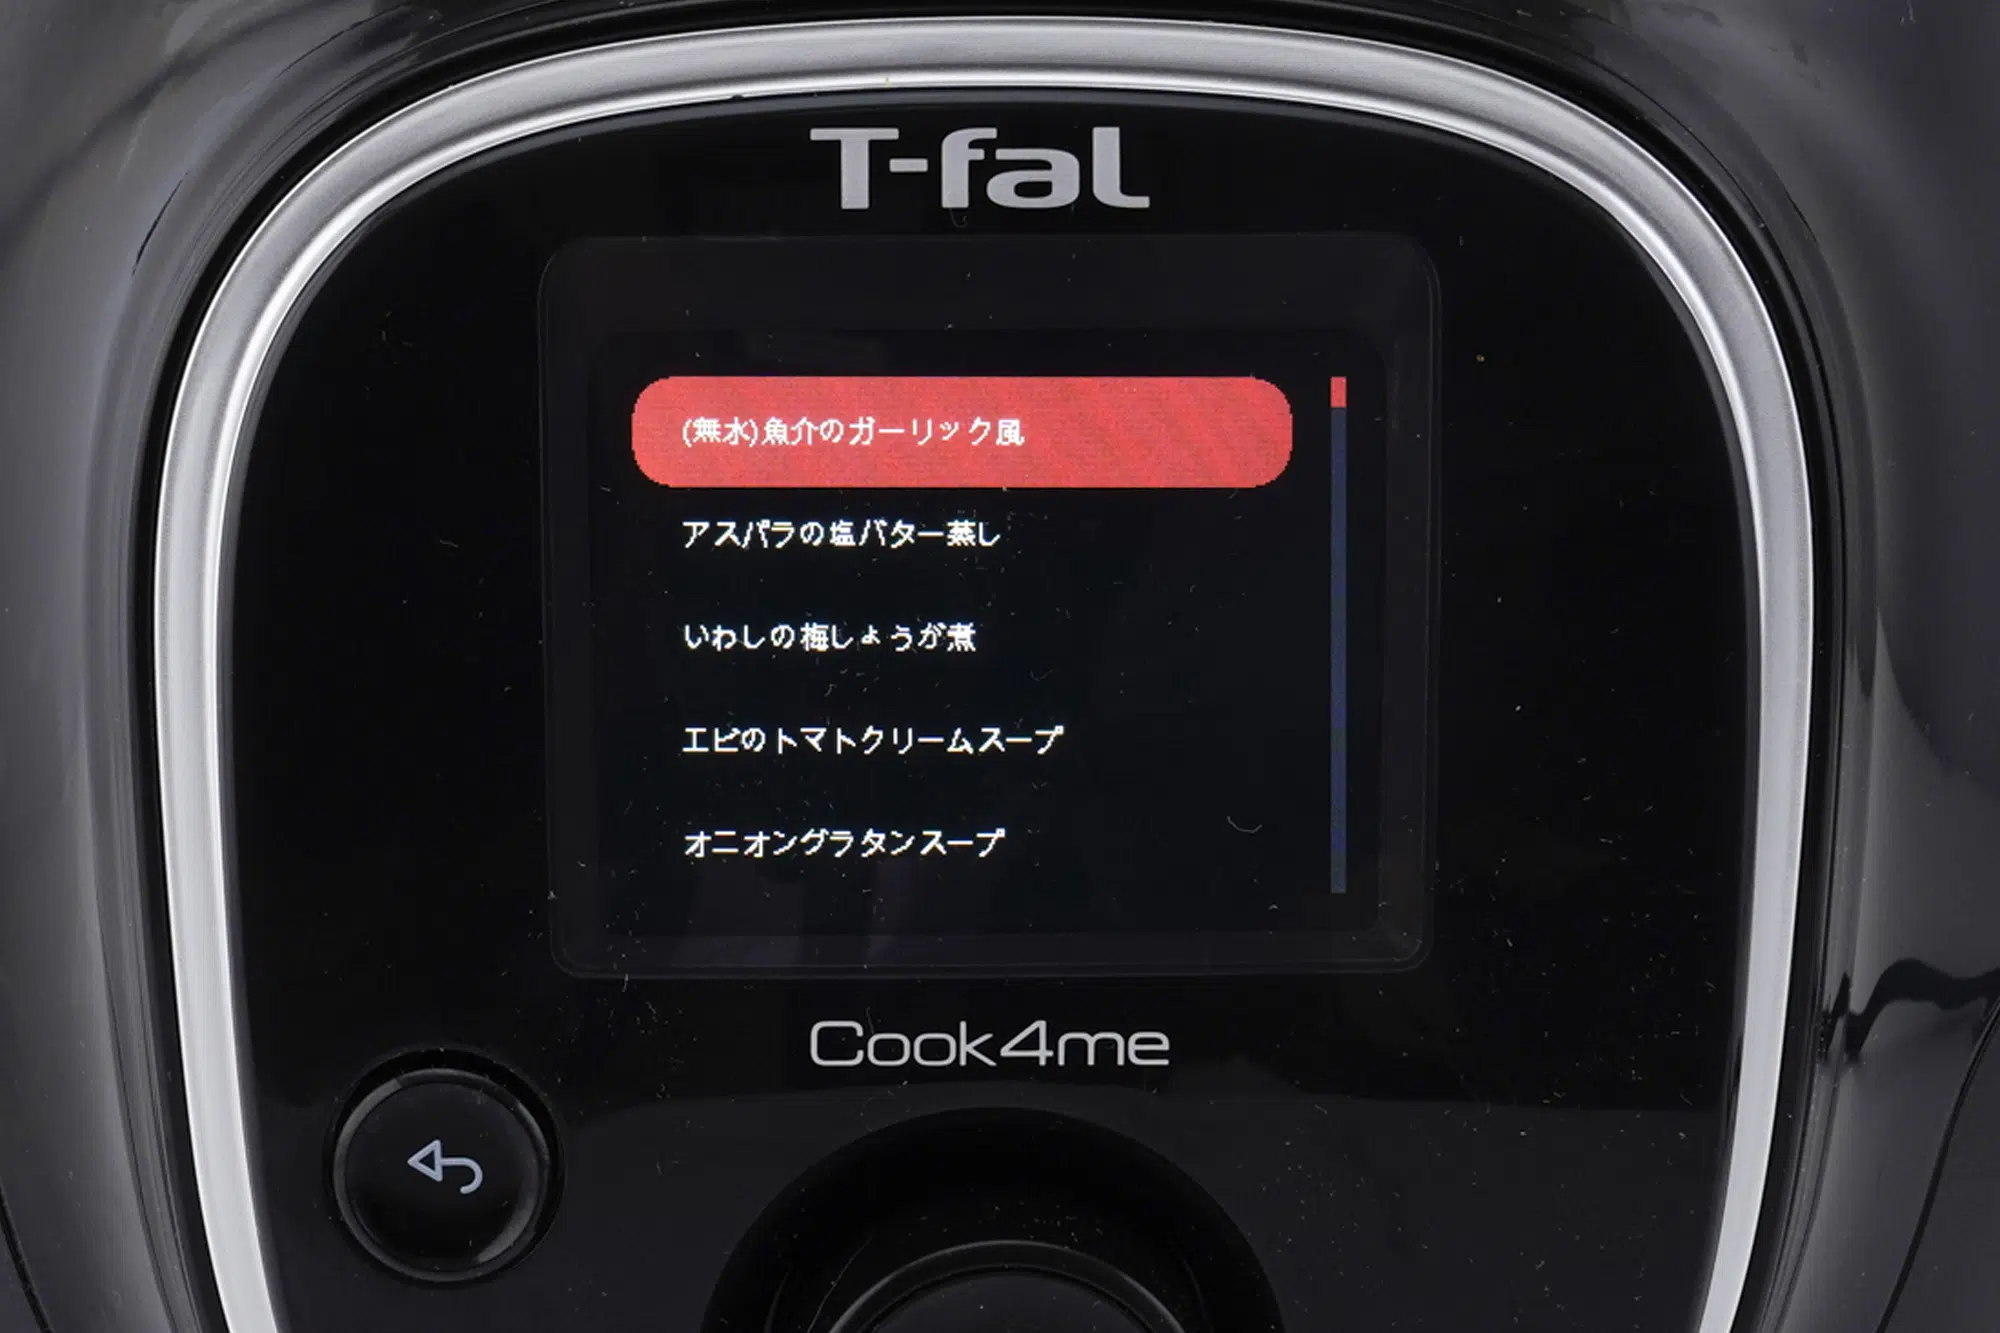 T-fal
(無水)魚介のガーリック風
アスパラの塩バター蒸し
いわしの梅しょうが煮
エビのトマトクリームスープ
オニオングラタンスープ
Cook4me